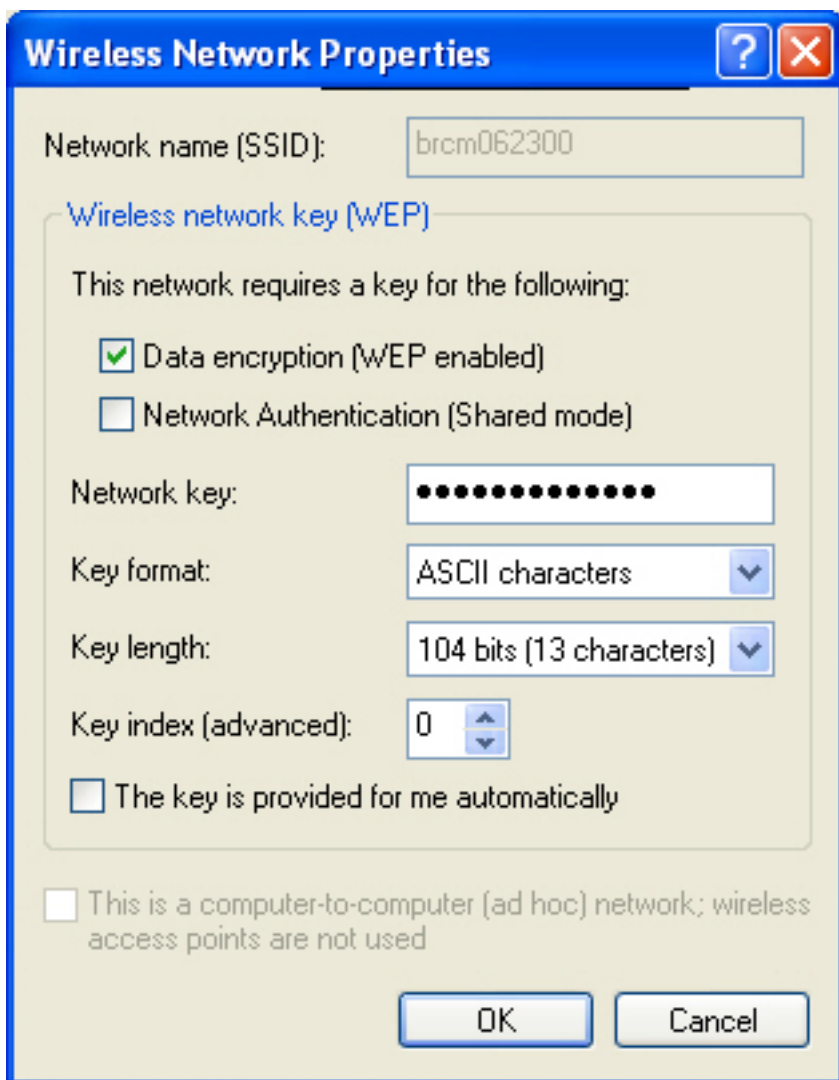 Wireless Network Properties
Network name (SSID): brcm062300
Wireless network key (WEP)
This network requires a key for the following:
Data encryption (WEP enabled)
Network Authentication (Shared mode)
Network key: •••••••••••••
Key format: ASCII characters
Key length: 104 bits (13 characters)
Key index (advanced): 0
The key is provided for me automatically
This is a computer-to-computer (ad hoc) network; wireless
access points are not used
OK Cancel